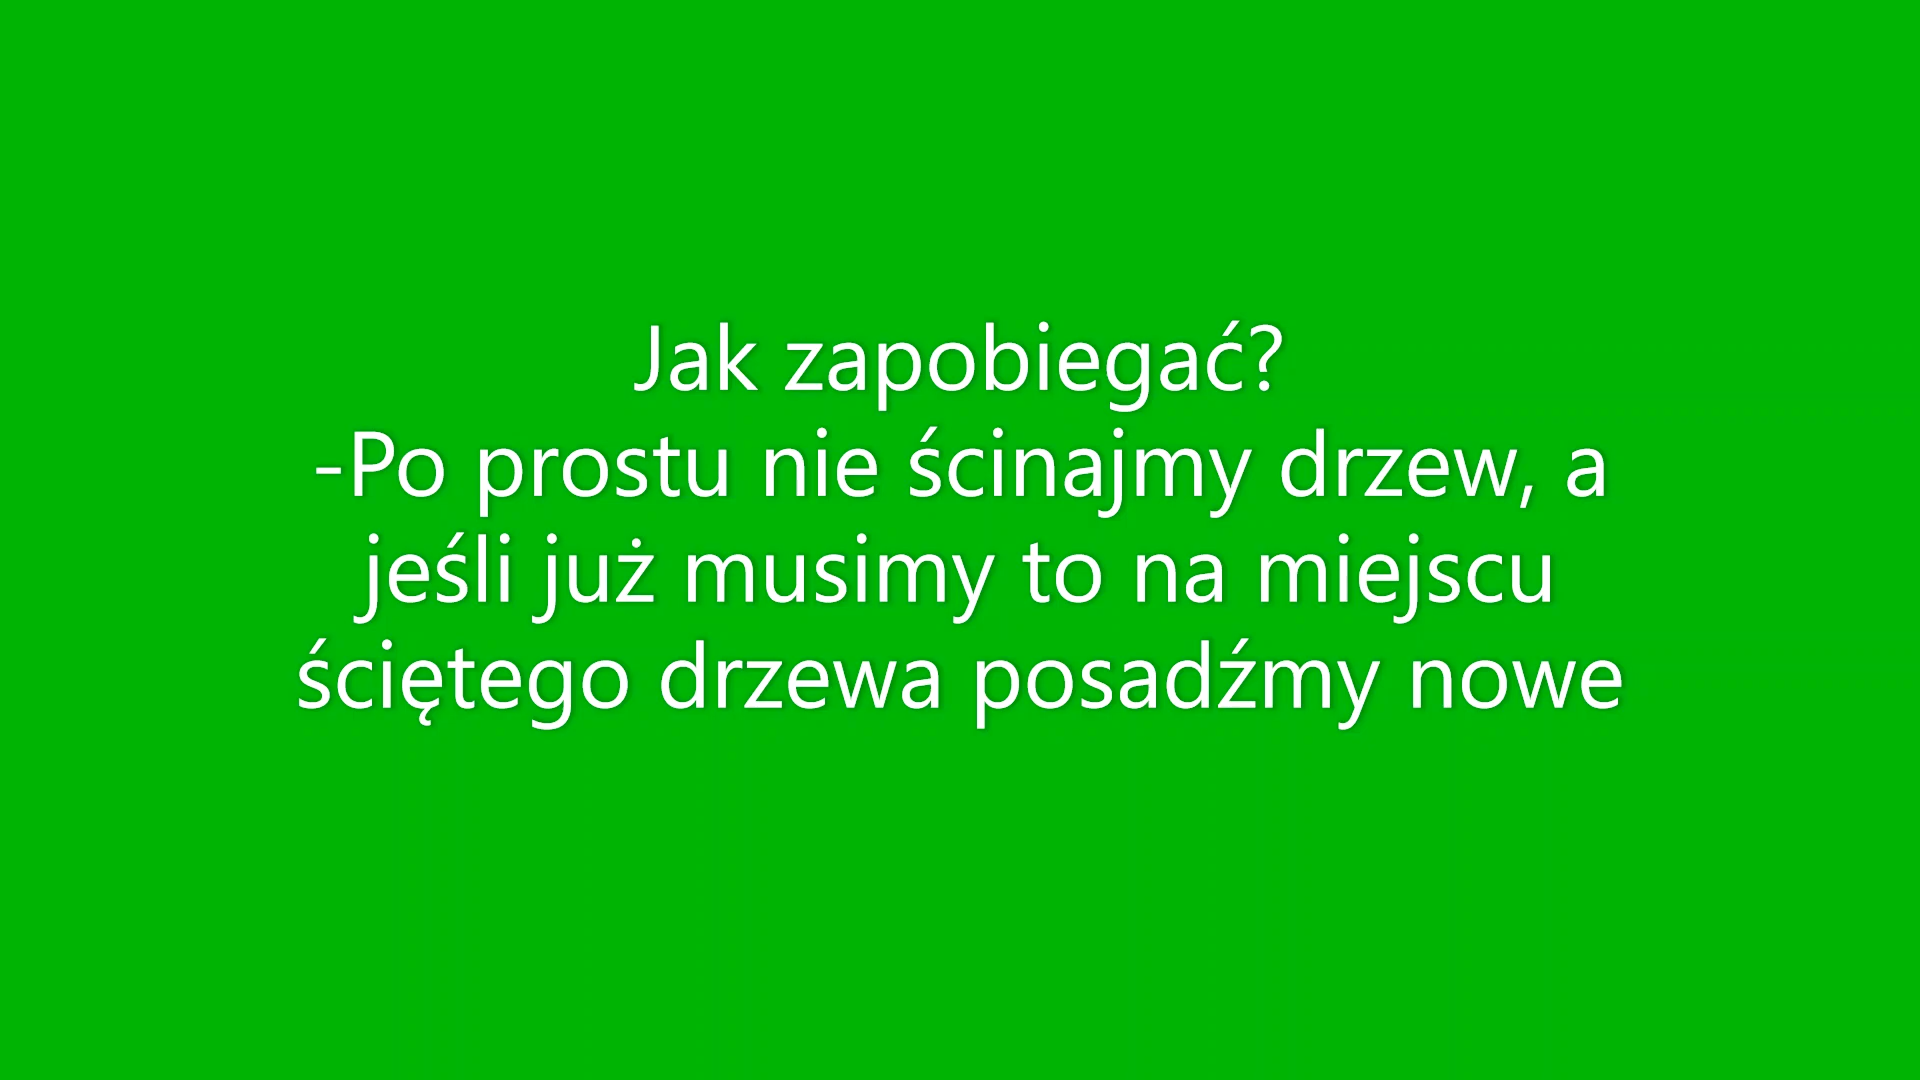 Jak zapobiegać?
-Po prostu nie ścinajmy drzew, a
jeśli już musimy to na miejscu
ściętego drzewa posadźmy nowe